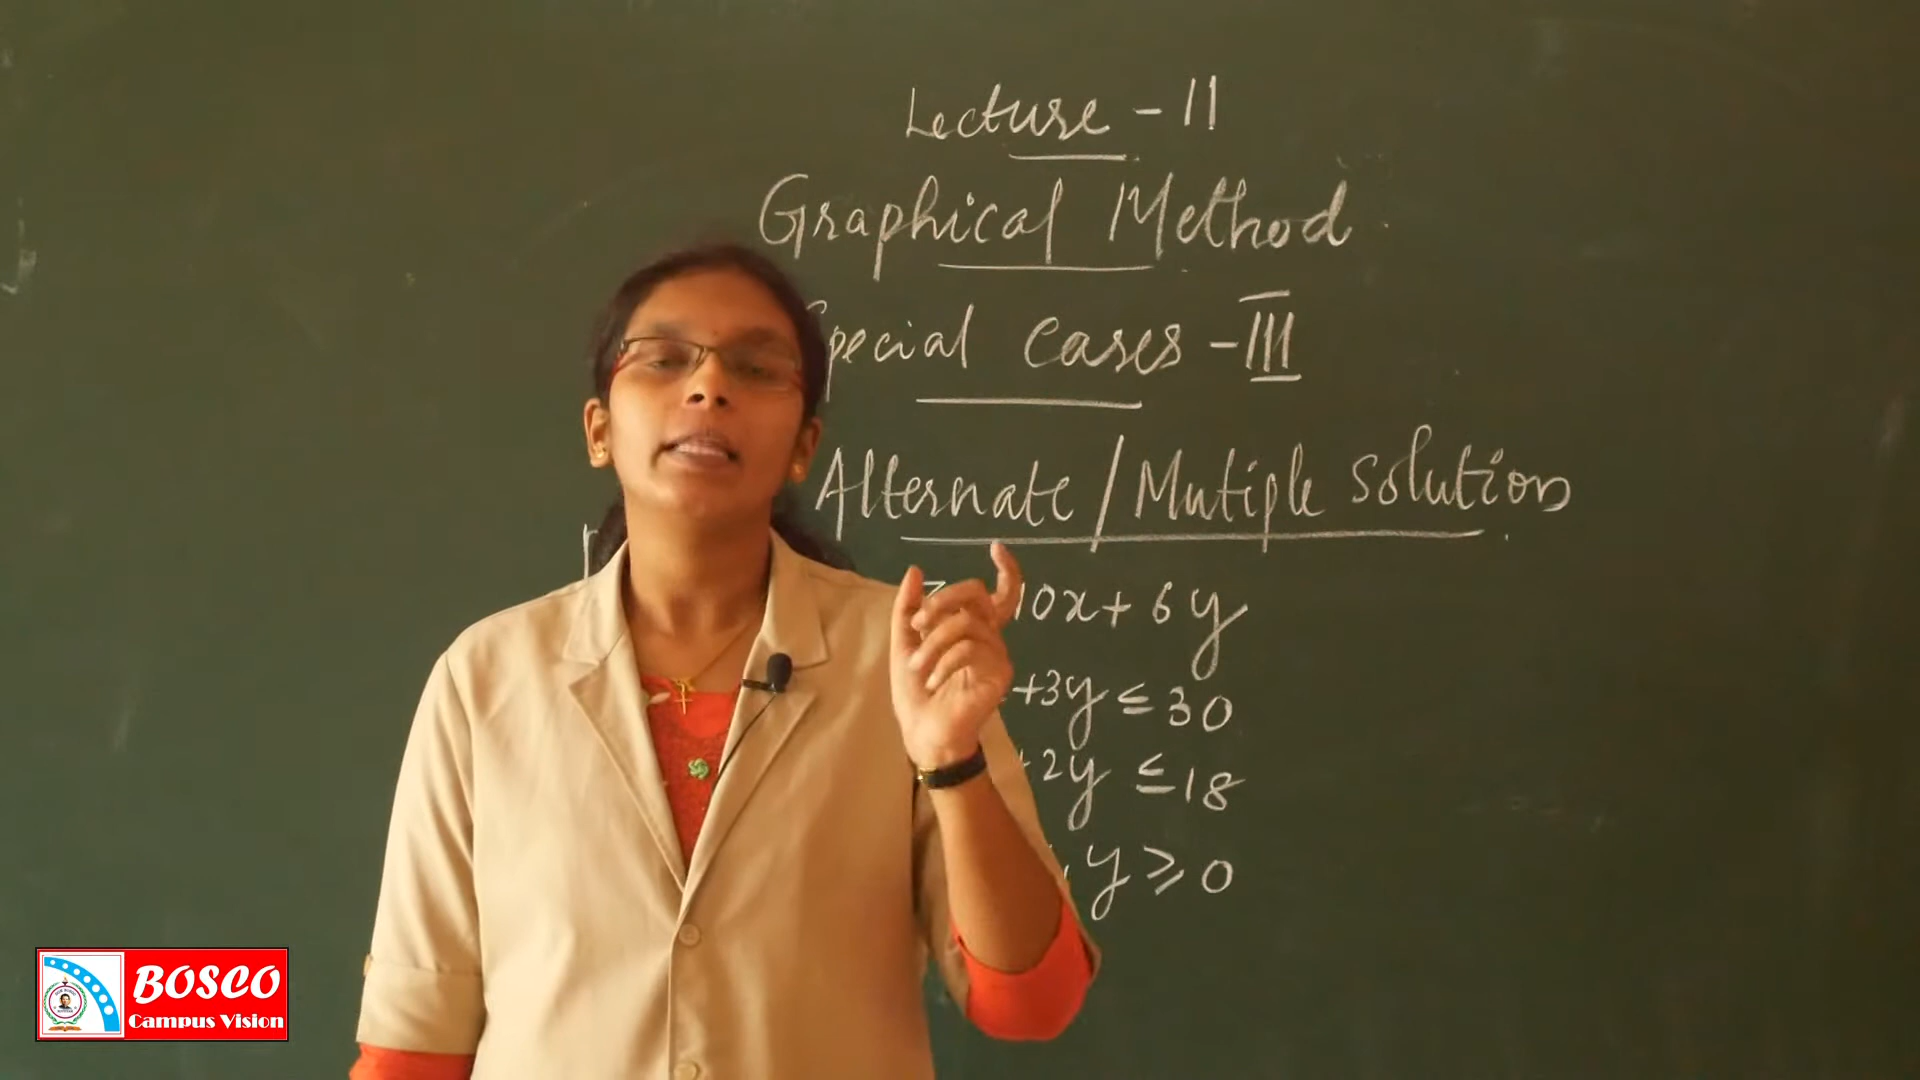 Lecture - 11
Graphical Method
Special cases - III
Alternate / Mutiple Solution
10x + 6y
+3y ≤ 30
+ 2y ≤ 18
, y ≥ 0
BOSCO
Campus Vision